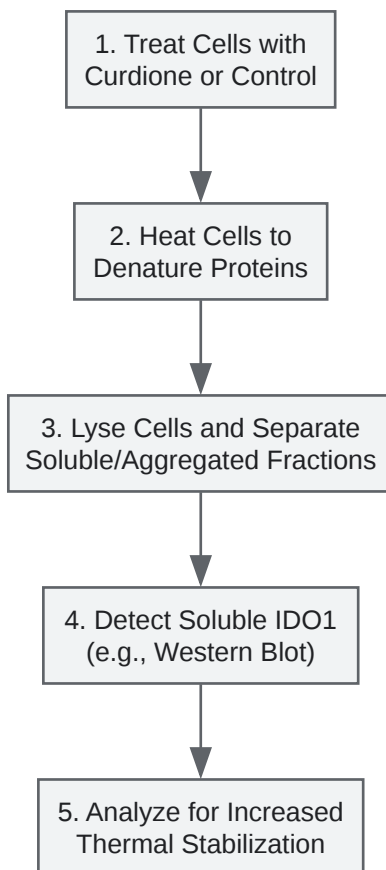 1. Treat Cells with
Curdione or Control
2. Heat Cells to
Denature Proteins
3. Lyse Cells and Separate
Soluble/Aggregated Fractions
4. Detect Soluble IDO1
(e.g., Western Blot)
5. Analyze for Increased
Thermal Stabilization